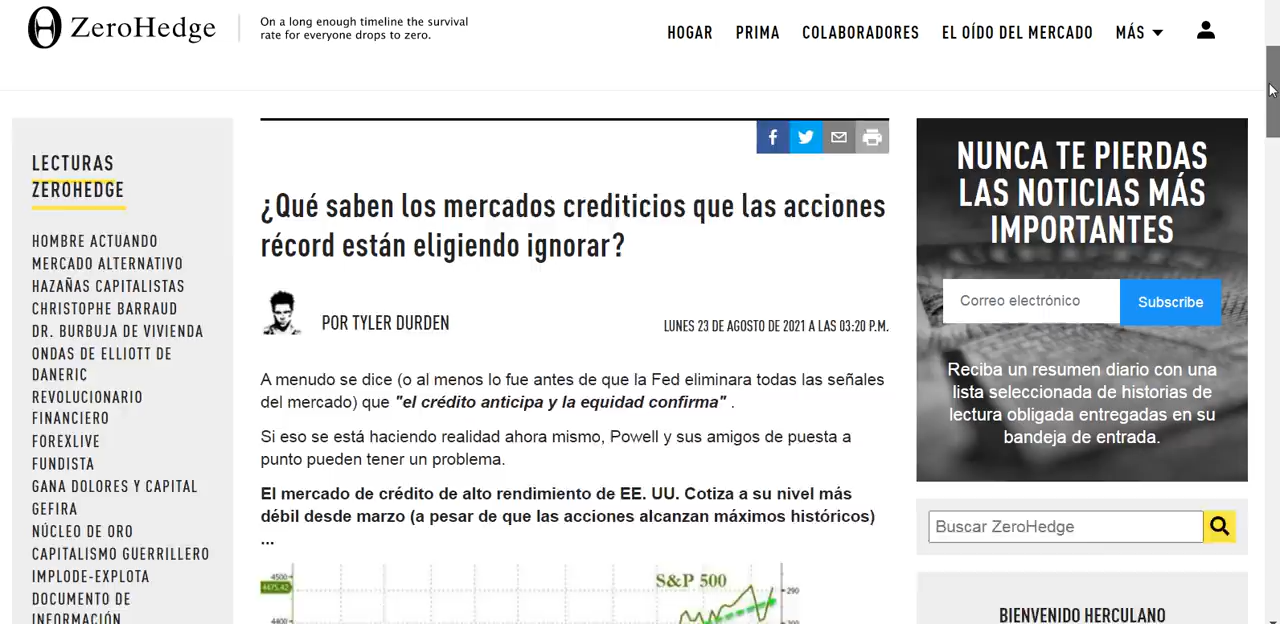 ZeroHedge
On a long enough timeline the survival
rate for everyone drops to zero.
HOGAR
PRIMA
COLABORADORES
EL OÍDO DEL MERCADO
MÁS
LECTURAS
ZEROHEDGE
HOMBRE ACTUANDO
MERCADO ALTERNATIVO
HAZAÑAS CAPITALISTAS
CHRISTOPHE BARRAUD
DR. BURBUJA DE VIVIENDA
ONDAS DE ELLIOTT DE
DANERIC
REVOLUCIONARIO
FINANCIERO
FOREXLIVE
FUNDISTA
GANA DOLORES Y CAPITAL
GEFIRA
NÚCLEO DE ORO
CAPITALISMO GUERRILLERO
IMPLODE-EXPLOTA
DOCUMENTO DE
INFORMACIÓN
¿Qué saben los mercados crediticios que las acciones
récord están eligiendo ignorar?
POR TYLER DURDEN
LUNES 23 DE AGOSTO DE 2021 A LAS 03:20 P.M.
A menudo se dice (o al menos lo fue antes de que la Fed eliminara todas las señales
del mercado) que "el crédito anticipa y la equidad confirma" .
Si eso se está haciendo realidad ahora mismo, Powell y sus amigos de puesta a
punto pueden tener un problema.
El mercado de crédito de alto rendimiento de EE. UU. Cotiza a su nivel más
débil desde marzo (a pesar de que las acciones alcanzan máximos históricos)
...
4500
4475.42
4400
S&P 500
290
300
NUNCA TE PIERDAS
LAS NOTICIAS MÁS
IMPORTANTES
Correo electrónico
Subscribe
Reciba un resumen diario con una
lista seleccionada de historias de
lectura obligada entregadas en su
bandeja de entrada.
Buscar ZeroHedge
BIENVENIDO HERCULANO